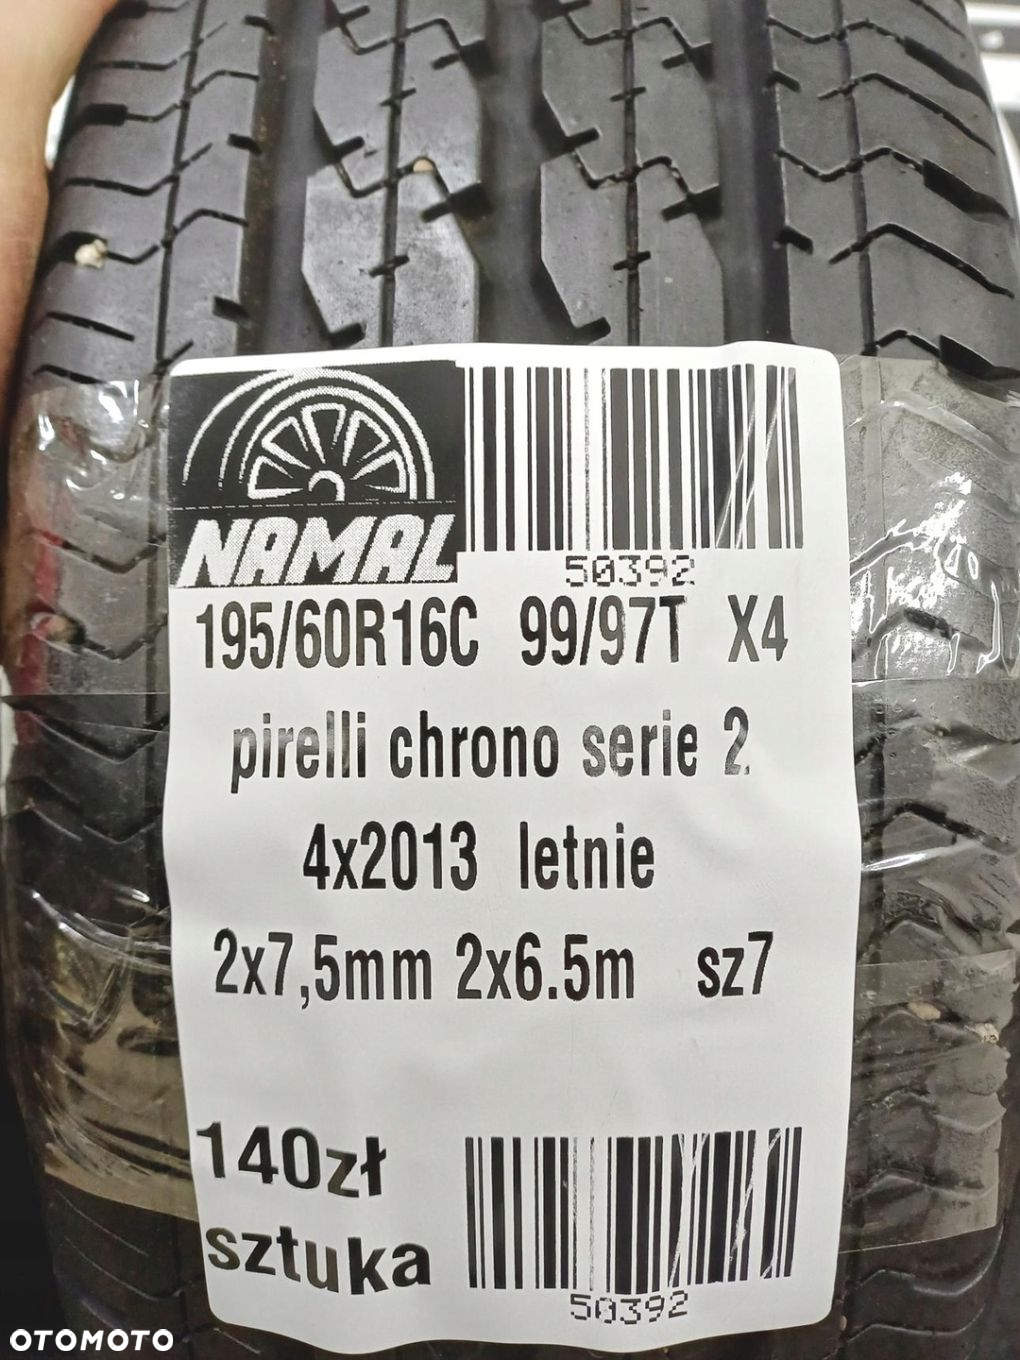 NAMAL
50392
195/60R16C 99/97T X4
pirelli chrono serie 2
4x2013 letnie
2x7,5mm 2x6.5m sz7
140zł
sztuka
50392
OTOMOTO